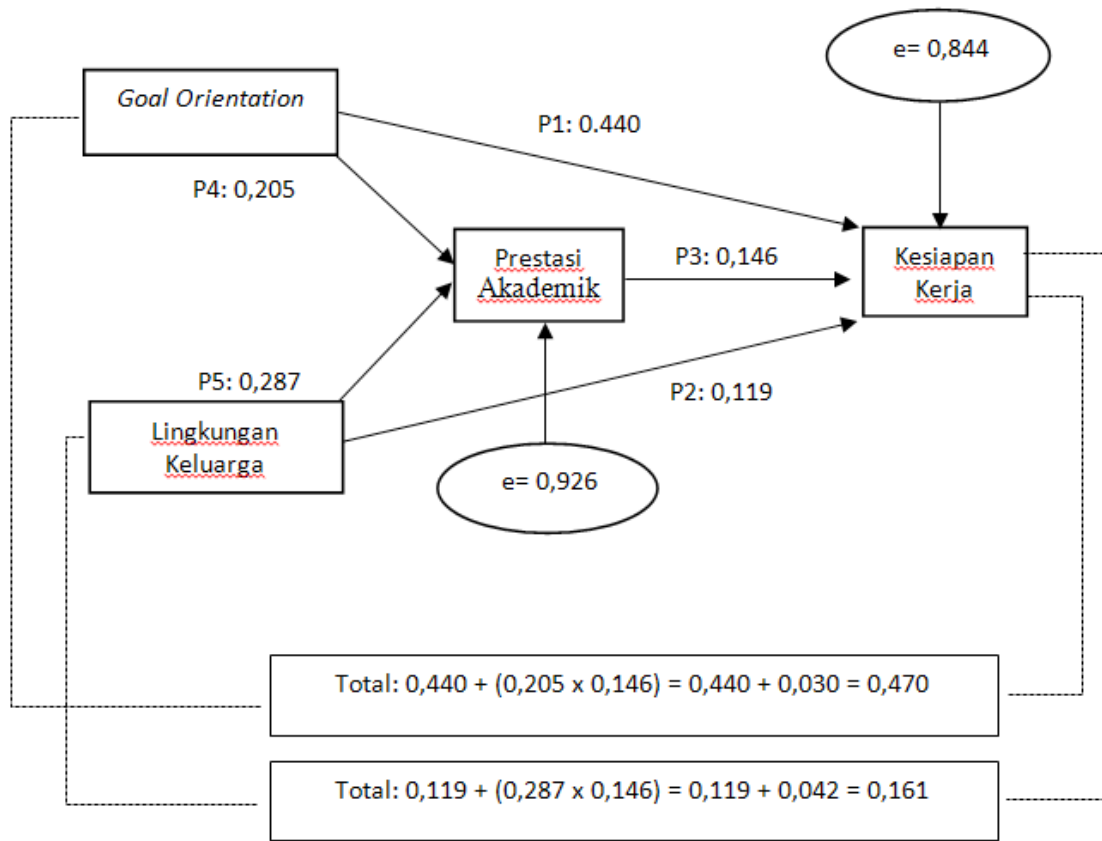 e= 0,844
Goal Orientation
P1: 0.440
P4: 0,205
Prestasi
Akademik
P3: 0,146
Kesiapan
Kerja
P5: 0,287
P2: 0,119
Lingkungan
Keluarga
e= 0,926
Total: 0,440 + (0,205 x 0,146) = 0,440 + 0,030 = 0,470
Total: 0,119 + (0,287 x 0,146) = 0,119 + 0,042 = 0,161